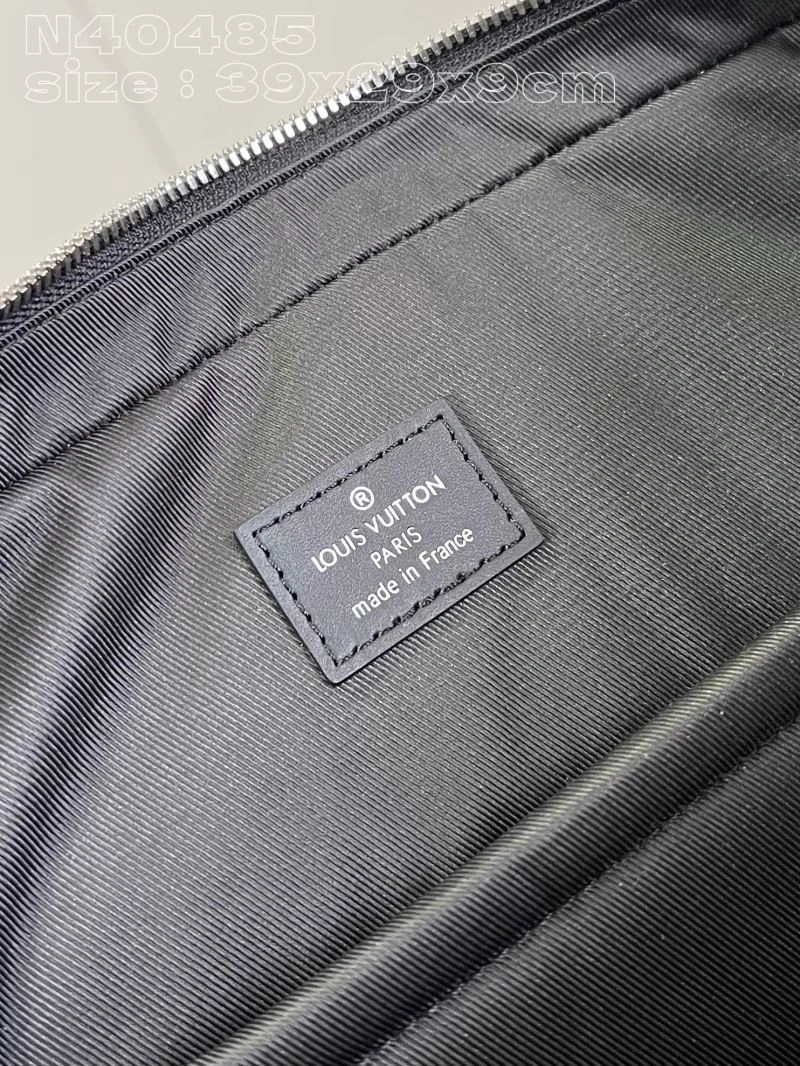 N40485
size : 39x29x9cm
®
LOUIS VUITTON
PARIS
made in France